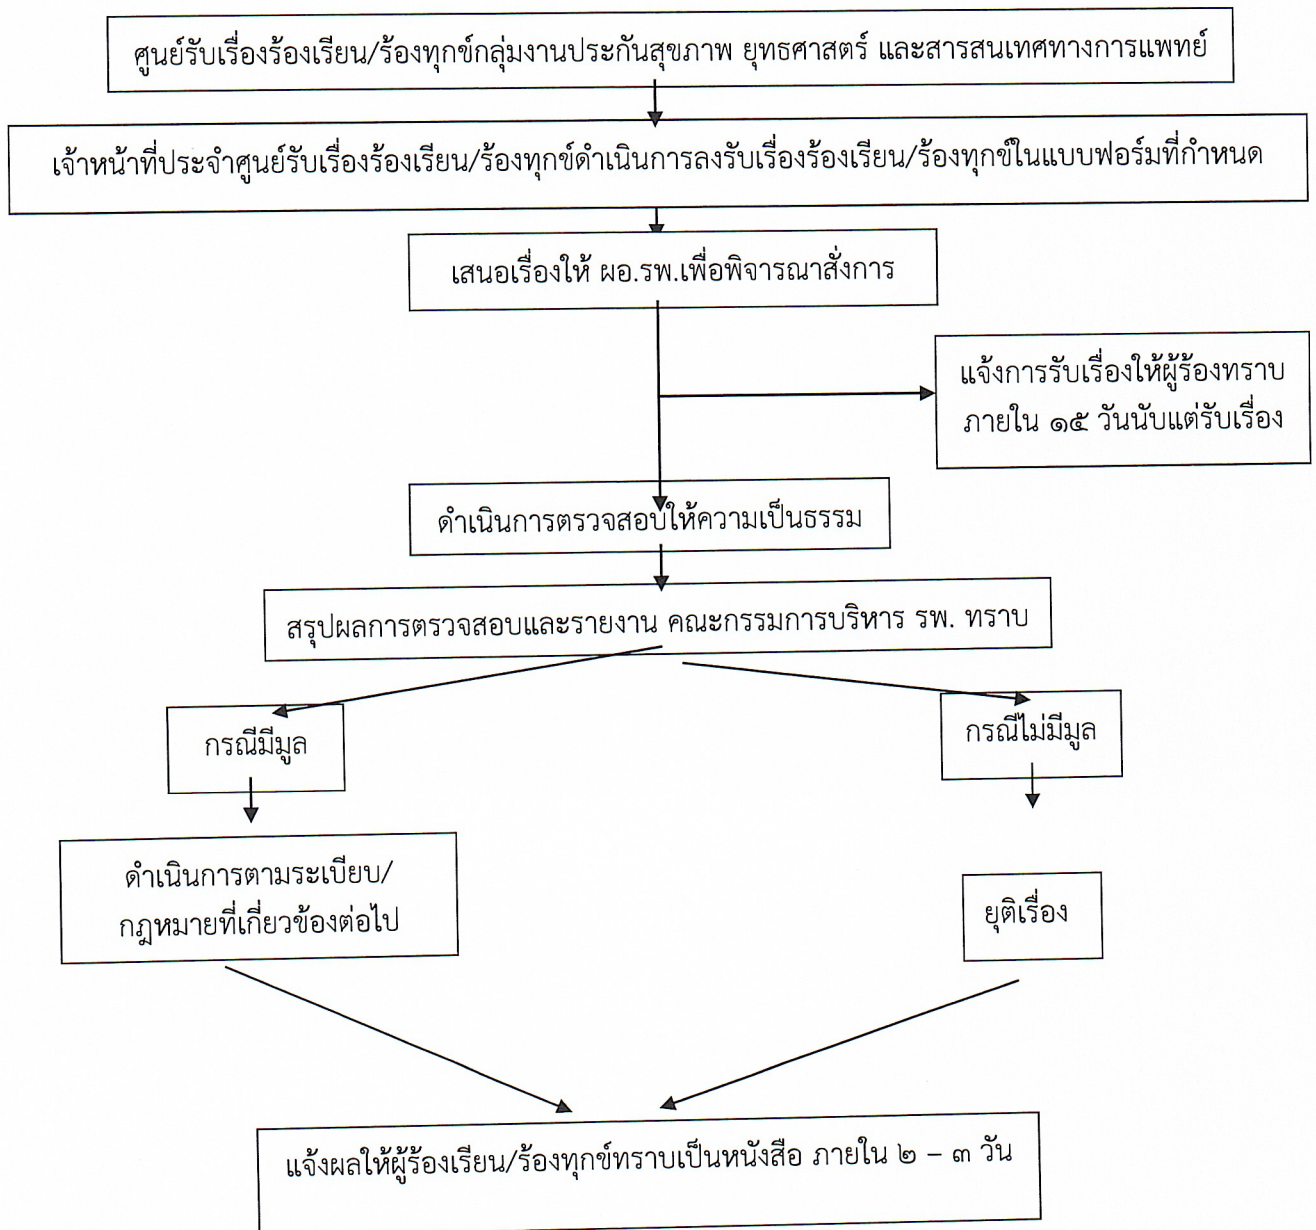 ศูนย์รับเรื่องร้องเรียน/ร้องทุกข์กลุ่มงานประกันสุขภาพ ยุทธศาสตร์ และสารสนเทศทางการแพทย์
เจ้าหน้าที่ประจำศูนย์รับเรื่องร้องเรียน/ร้องทุกข์ดำเนินการลงรับเรื่องร้องเรียน/ร้องทุกข์ในแบบฟอร์มที่กำหนด
เสนอเรื่องให้ ผอ.รพ.เพื่อพิจารณาสั่งการ
แจ้งการรับเรื่องให้ผู้ร้องทราบ
ภายใน ๑๕ วันนับแต่รับเรื่อง
ดำเนินการตรวจสอบให้ความเป็นธรรม
สรุปผลการตรวจสอบและรายงาน คณะกรรมการบริหาร รพ. ทราบ
กรณีมีมูล
กรณีไม่มีมูล
ดำเนินการตามระเบียบ/
กฎหมายที่เกี่ยวข้องต่อไป
ยุติเรื่อง
แจ้งผลให้ผู้ร้องเรียน/ร้องทุกข์ทราบเป็นหนังสือ ภายใน ๒ – ๓ วัน